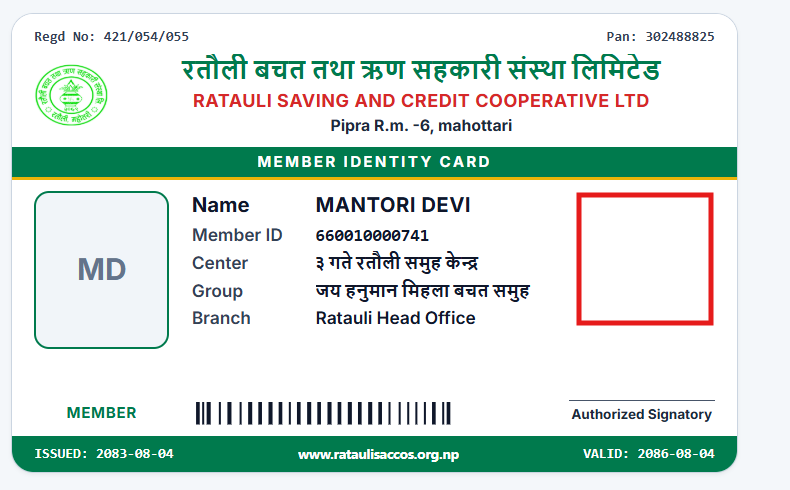 Regd No: 421/054/055
Pan: 302488825
रतौली बचत तथा ऋण सहकारी संस्था लिमिटेड
RATAULI SAVING AND CREDIT COOPERATIVE LTD
Pipra R.m. -6, mahottari
MEMBER IDENTITY CARD
MD
Name MANTORI DEVI
Member ID 660010000741
Center ३ गते रतौली समुह केन्द्र
Group जय हनुमान मिहला बचत समुह
Branch Ratauli Head Office
MEMBER
Authorized Signatory
ISSUED: 2083-08-04
www.rataulisaccos.org.np
VALID: 2086-08-04